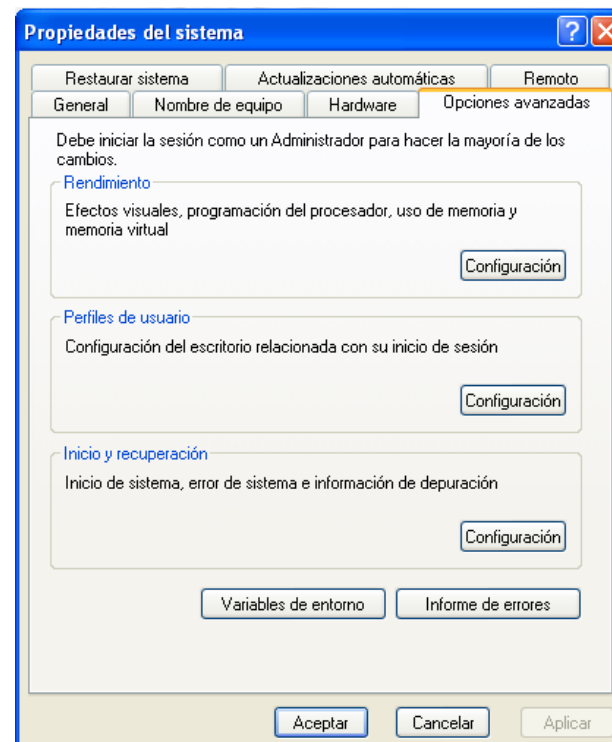 Propiedades del sistema
Restaurar sistema Actualizaciones automáticas Remoto
General Nombre de equipo Hardware Opciones avanzadas
Debe iniciar la sesión como un Administrador para hacer la mayoría de los
cambios.
Rendimiento
Efectos visuales, programación del procesador, uso de memoria y
memoria virtual
Configuración
Perfiles de usuario
Configuración del escritorio relacionada con su inicio de sesión
Configuración
Inicio y recuperación
Inicio de sistema, error de sistema e información de depuración
Configuración
Variables de entorno Informe de errores
Aceptar Cancelar Aplicar